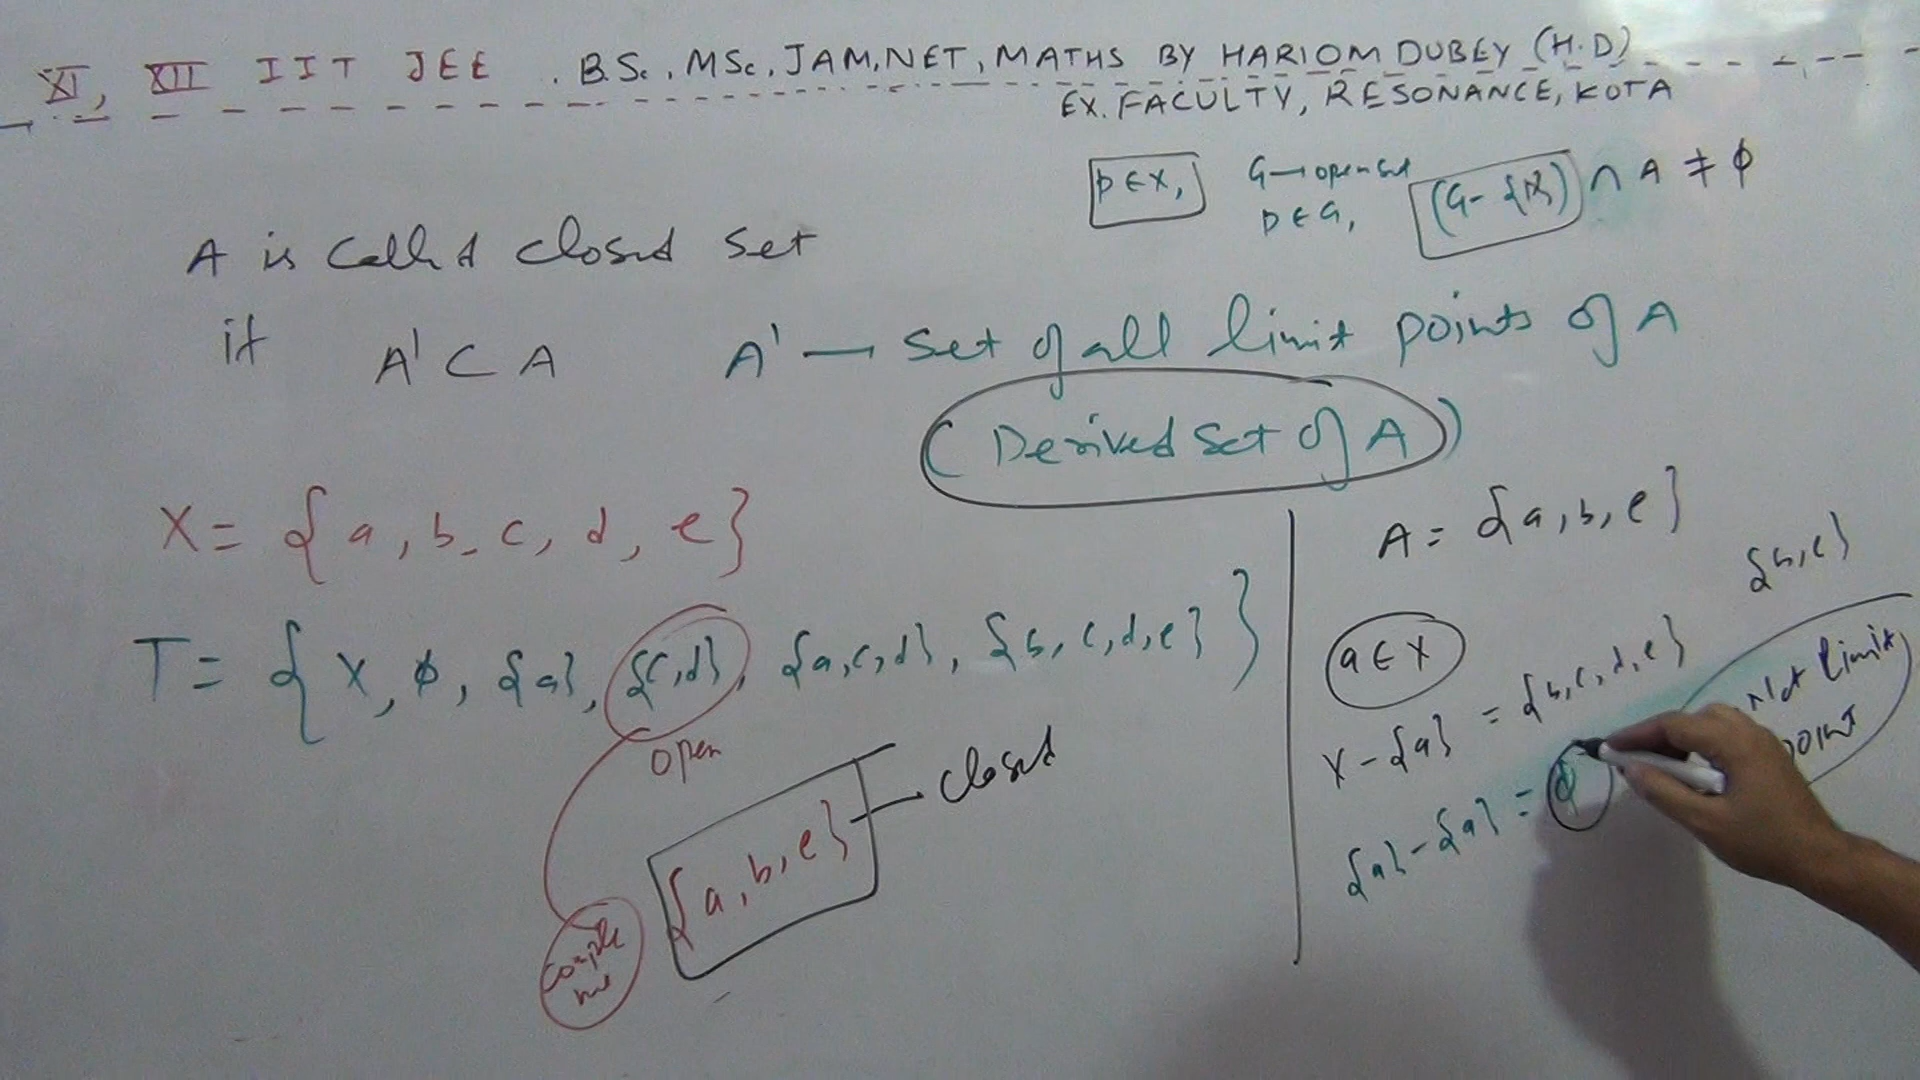 XI, XII IIT JEE . B.Sc, MSc, JAM, NET, MATHS BY HARIOM DUBEY (H.D)
EX. FACULTY, RESONANCE, KOTA
p ∈ X, G → open set (G - {p}) ∩ A ≠ ϕ
p ∈ G,
A is called closed set
if A' ⊂ A A' → set of all limit points of A
(Derived set of A)
X = {a, b, c, d, e}
A = {a, b, e}
{b, e}
T = {X, ϕ, {a}, {c, d}, {a, c, d}, {b, c, d, e}}
open
a ∈ X
X - {a} = {b, c, d, e}
Not limit
point
{a} - {a} = ϕ
{a, b, e} — closed